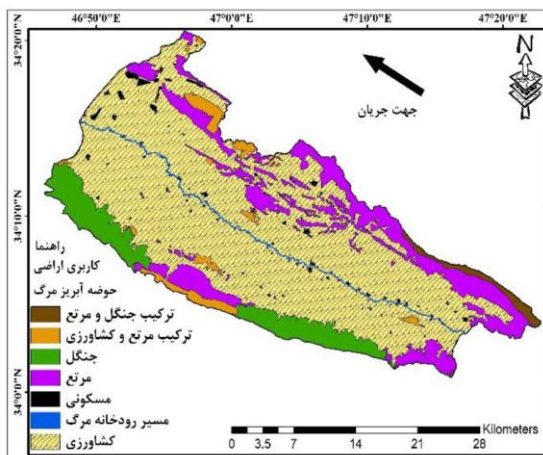 46°50'0"E 47°0'0"E 47°10'0"E 47°20'0"E
34°20'0"N
34°10'0"N
34°0'0"N
N
جهت جریان
راهنما
کاربری اراضی
حوضه آبریز مرگ
ترکیب جنگل و مرتع
ترکیب مرتع و کشاورزی
جنگل
مرتع
مسکونی
مسیر رودخانه مرگ
کشاورزی
Kilometers
0 3.5 7 14 21 28